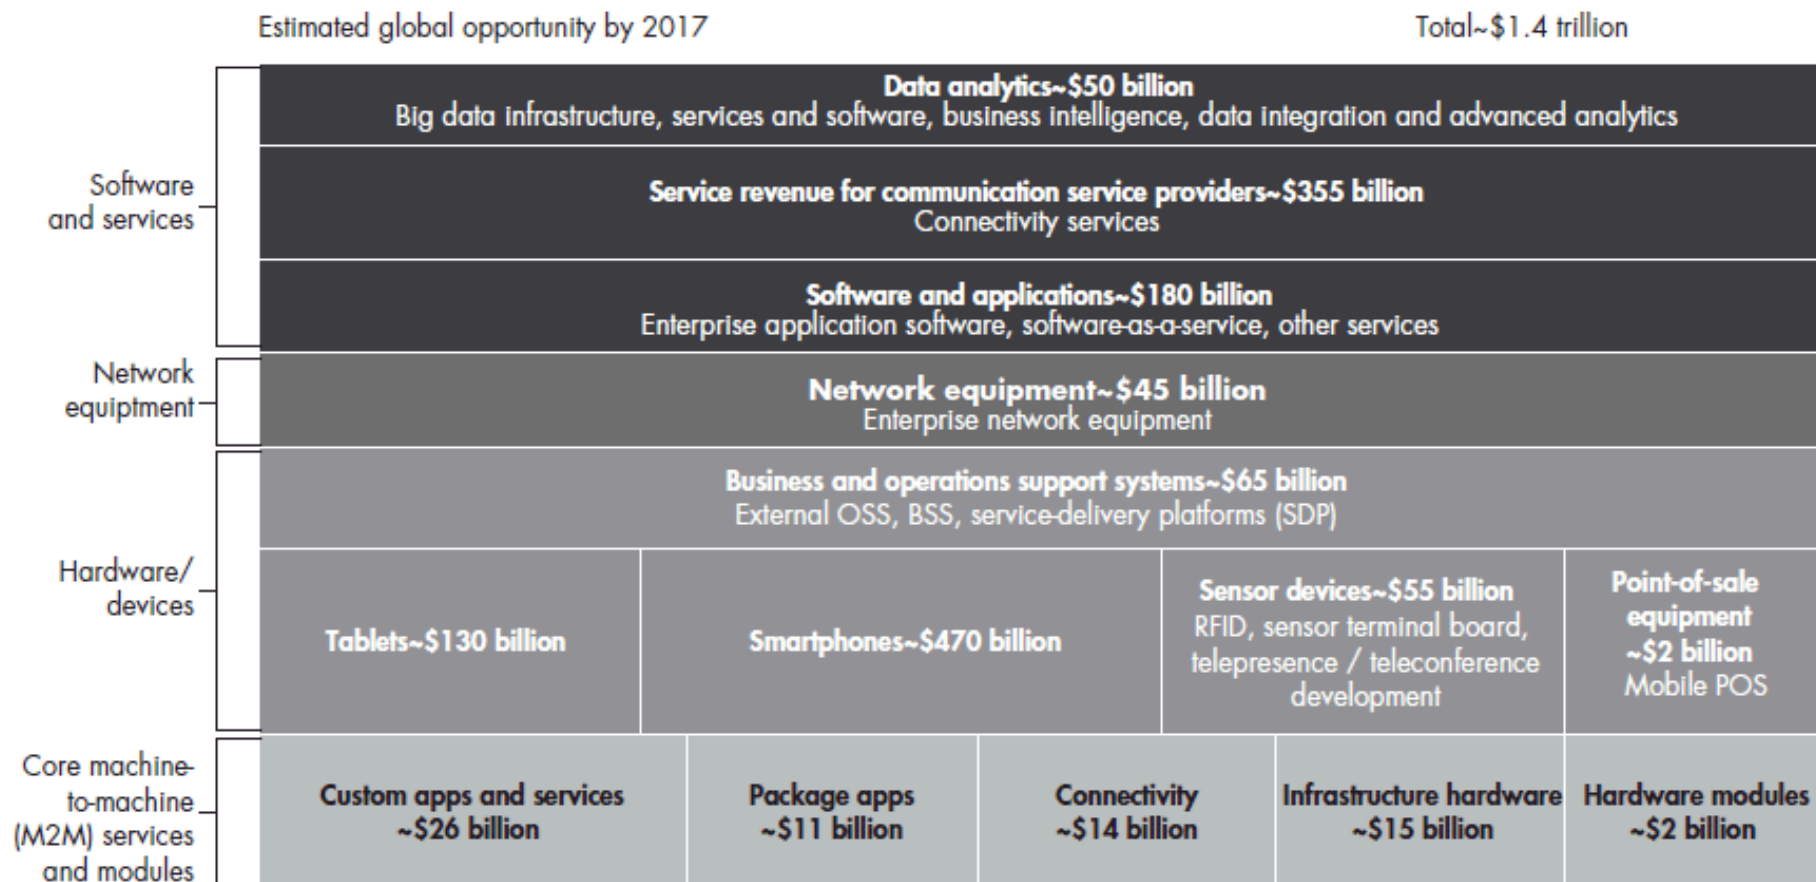 Estimated global opportunity by 2017
Total~$1.4 trillion
Software
and services
Data analytics~$50 billion
Big data infrastructure, services and software, business intelligence, data integration and advanced analytics
Service revenue for communication service providers~$355 billion
Connectivity services
Software and applications~$180 billion
Enterprise application software, software-as-a-service, other services
Network
equiptment
Network equipment~$45 billion
Enterprise network equipment
Hardware/
devices
Business and operations support systems~$65 billion
External OSS, BSS, service-delivery platforms (SDP)
Tablets~$130 billion
Smartphones~$470 billion
Sensor devices~$55 billion
RFID, sensor terminal board,
telepresence / teleconference
development
Point-of-sale
equipment
~$2 billion
Mobile POS
Core machine-
to-machine
(M2M) services
and modules
Custom apps and services
~$26 billion
Package apps
~$11 billion
Connectivity
~$14 billion
Infrastructure hardware
~$15 billion
Hardware modules
~$2 billion